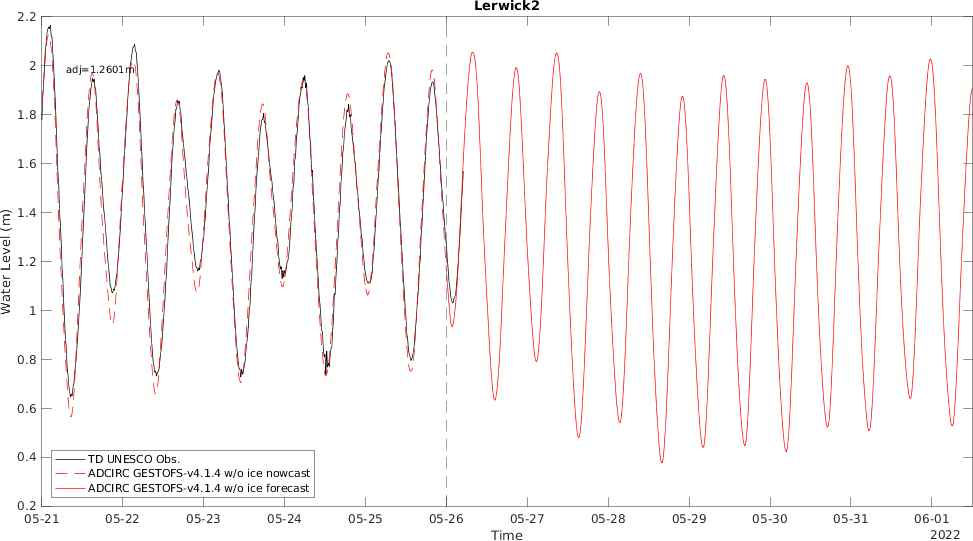 Lerwick2
2.2
2
1.8
1.6
1.4
1.2
1
0.8
0.6
0.4
0.2
Water Level (m)
adj=1.2601m
TD UNESCO Obs.
ADCIRC GESTOFS-v4.1.4 w/o ice nowcast
ADCIRC GESTOFS-v4.1.4 w/o ice forecast
05-21 05-22 05-23 05-24 05-25 05-26 05-27 05-28 05-29 05-30 05-31 06-01
Time
2022